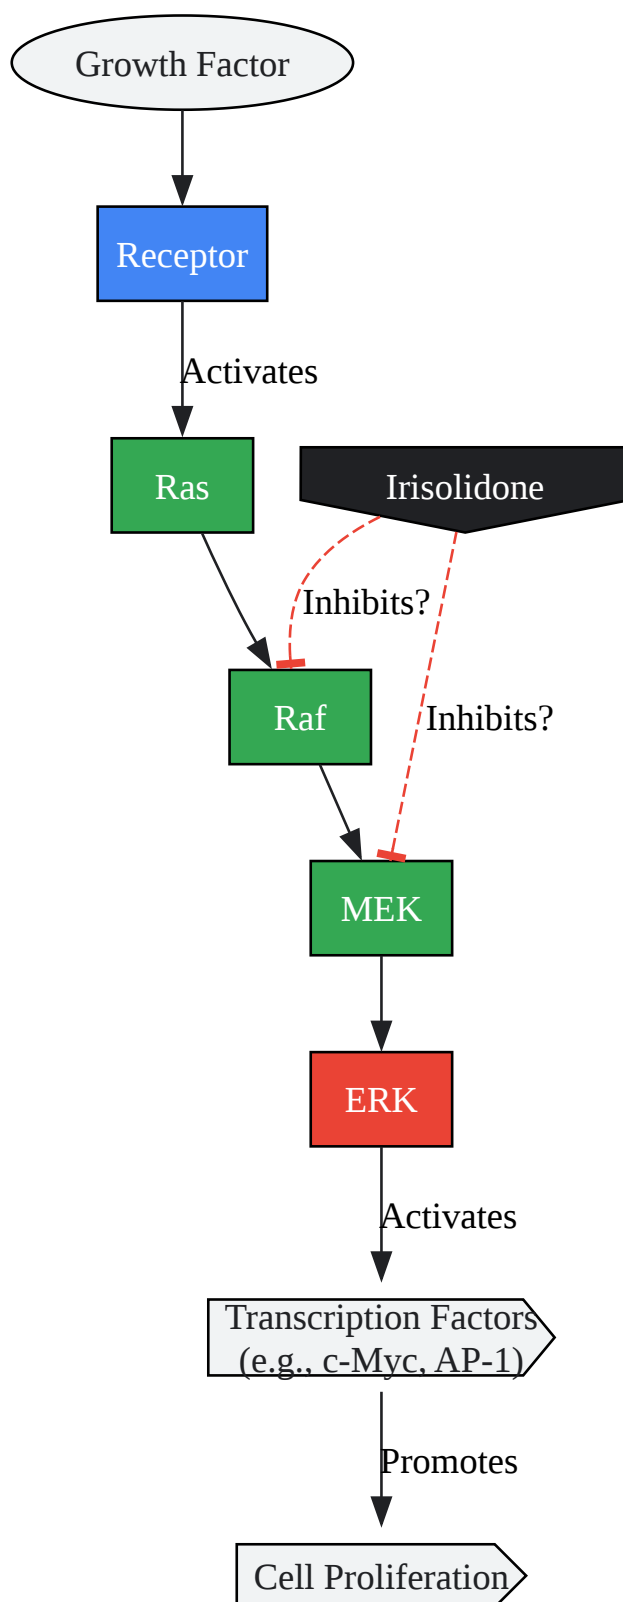 Growth Factor
Receptor
Activates
Ras
Irisolidone
Inhibits?
Raf
Inhibits?
MEK
ERK
Activates
Transcription Factors
(e.g., c-Myc, AP-1)
Promotes
Cell Proliferation